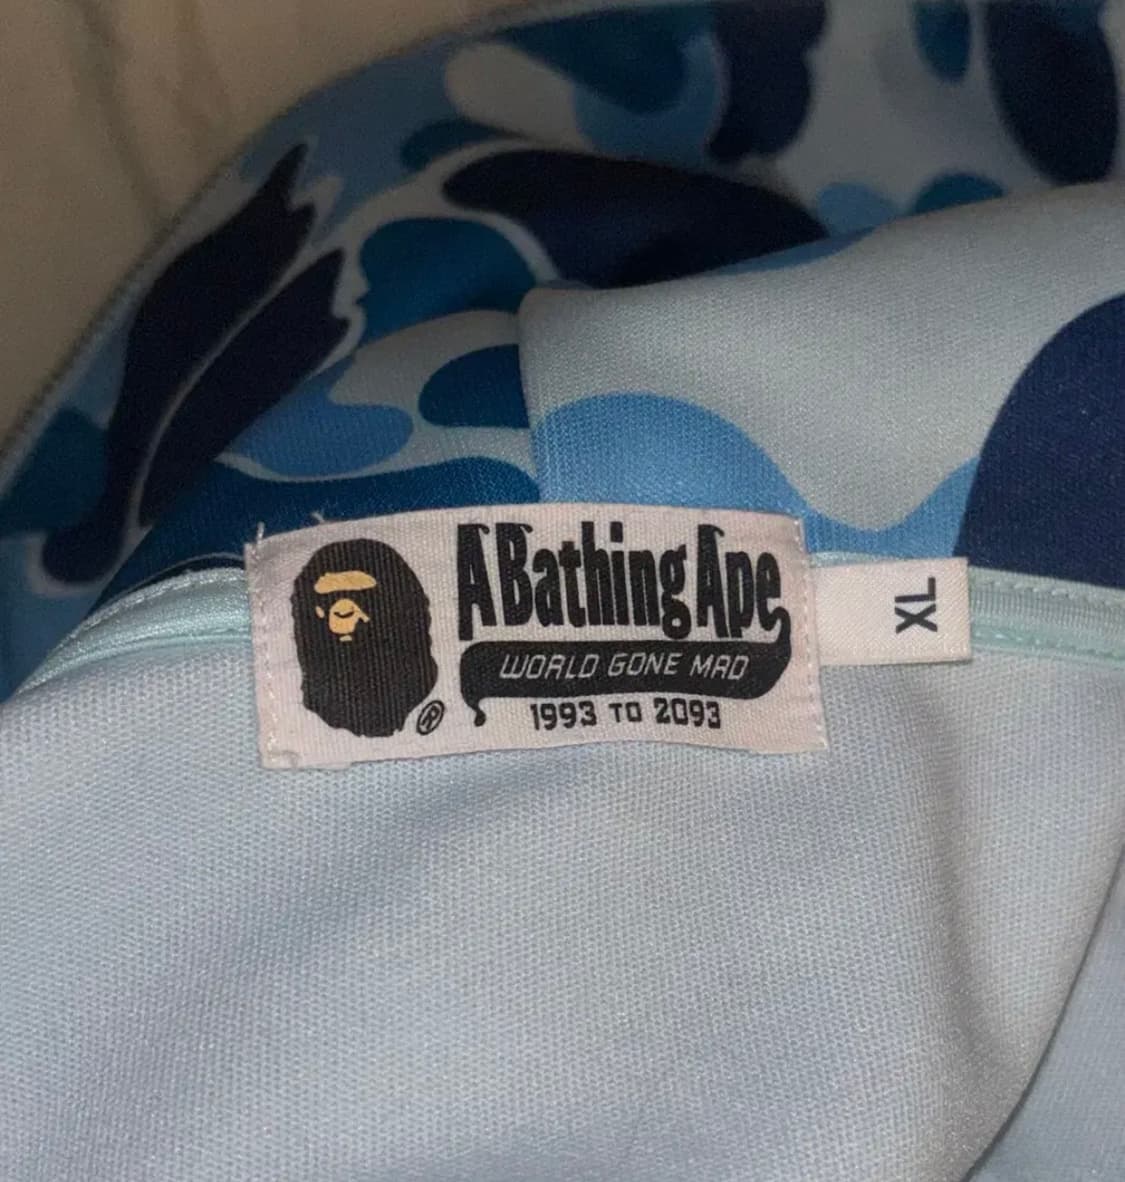 A Bathing Ape
WORLD GONE MAD
1993 TO 2093
®
XL